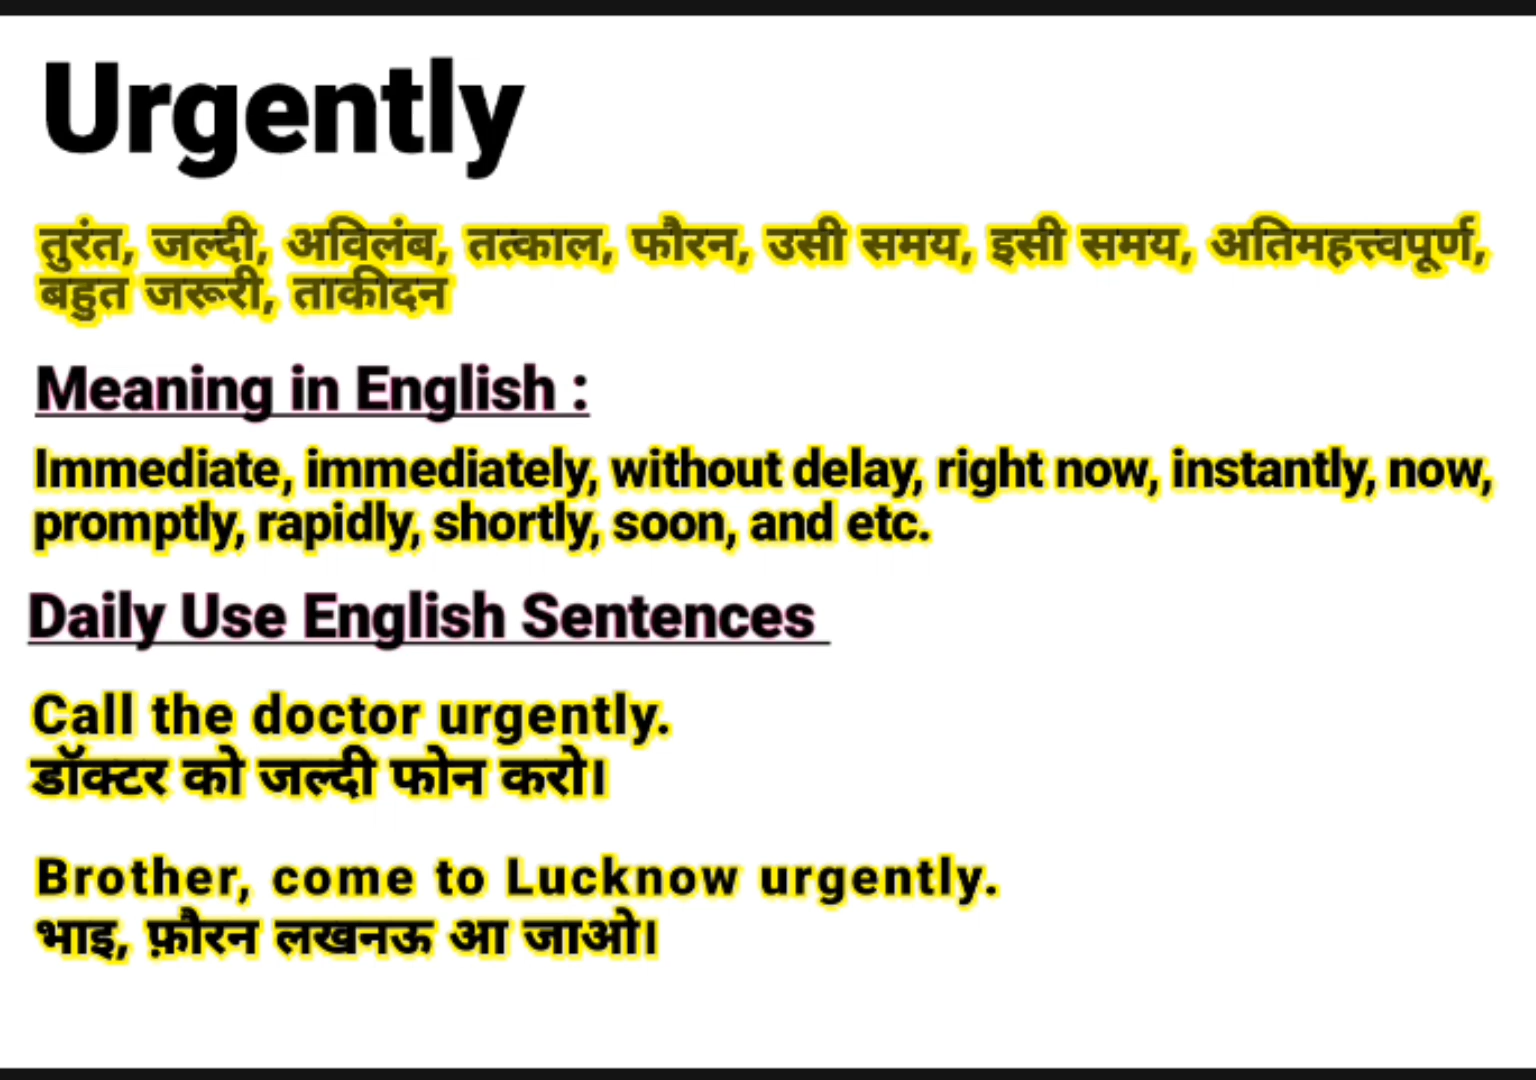 Urgently
तुरंत, जल्दी, अविलंब, तत्काल, फौरन, उसी समय, इसी समय, अतिमहत्त्वपूर्ण,
बहुत जरूरी, ताकीदन
Meaning in English :
Immediate, immediately, without delay, right now, instantly, now,
promptly, rapidly, shortly, soon, and etc.
Daily Use English Sentences
Call the doctor urgently.
डॉक्टर को जल्दी फोन करो।
Brother, come to Lucknow urgently.
भाइ, फ़ौरन लखनऊ आ जाओ।